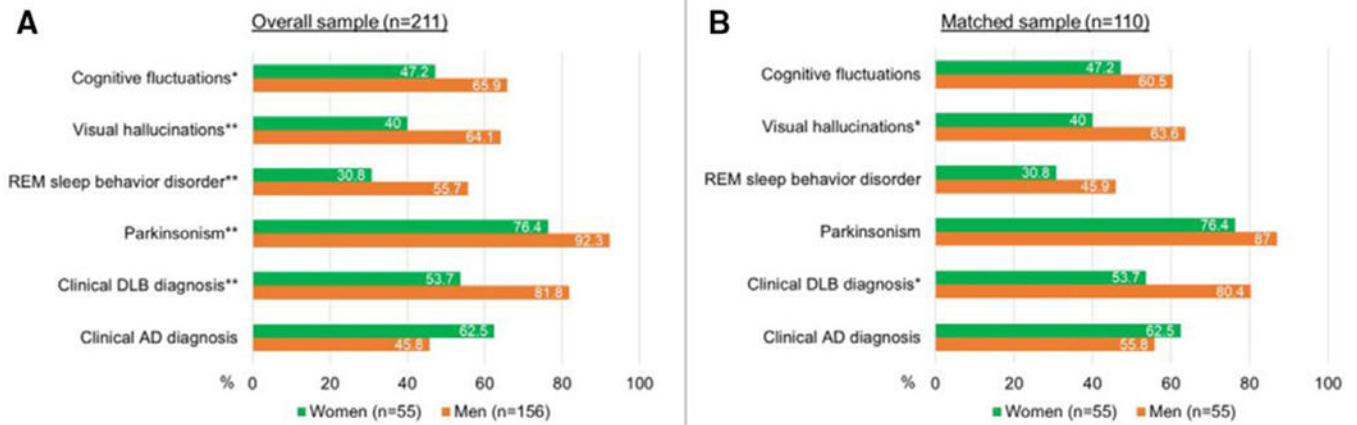 A
Overall sample (n=211)
Cognitive fluctuations*
47.2
65.9
Visual hallucinations**
40
64.1
REM sleep behavior disorder**
30.8
55.7
Parkinsonism**
76.4
92.3
Clinical DLB diagnosis**
53.7
81.8
Clinical AD diagnosis
62.5
45.8
% 0 20 40 60 80 100
Women (n=55) Men (n=156)
B
Matched sample (n=110)
Cognitive fluctuations
47.2
60.5
Visual hallucinations*
40
63.6
REM sleep behavior disorder
30.8
45.9
Parkinsonism
76.4
87
Clinical DLB diagnosis*
53.7
80.4
Clinical AD diagnosis
62.5
55.8
% 0 20 40 60 80 100
Women (n=55) Men (n=55)